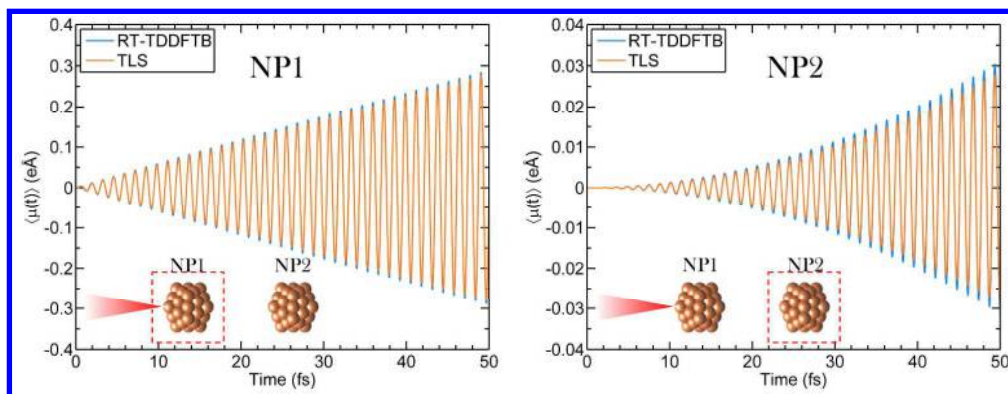 0.4
0.3
0.2
0.1
0
-0.1
-0.2
-0.3
-0.4
⟨μ(t)⟩ (eÅ)
RT-TDDFTB
TLS
NP1
NP1
NP2
0
10
20
30
40
50
Time (fs)
0.04
0.03
0.02
0.01
0
-0.01
-0.02
-0.03
-0.04
⟨μ(t)⟩ (eÅ)
RT-TDDFTB
TLS
NP2
NP1
NP2
0
10
20
30
40
50
Time (fs)